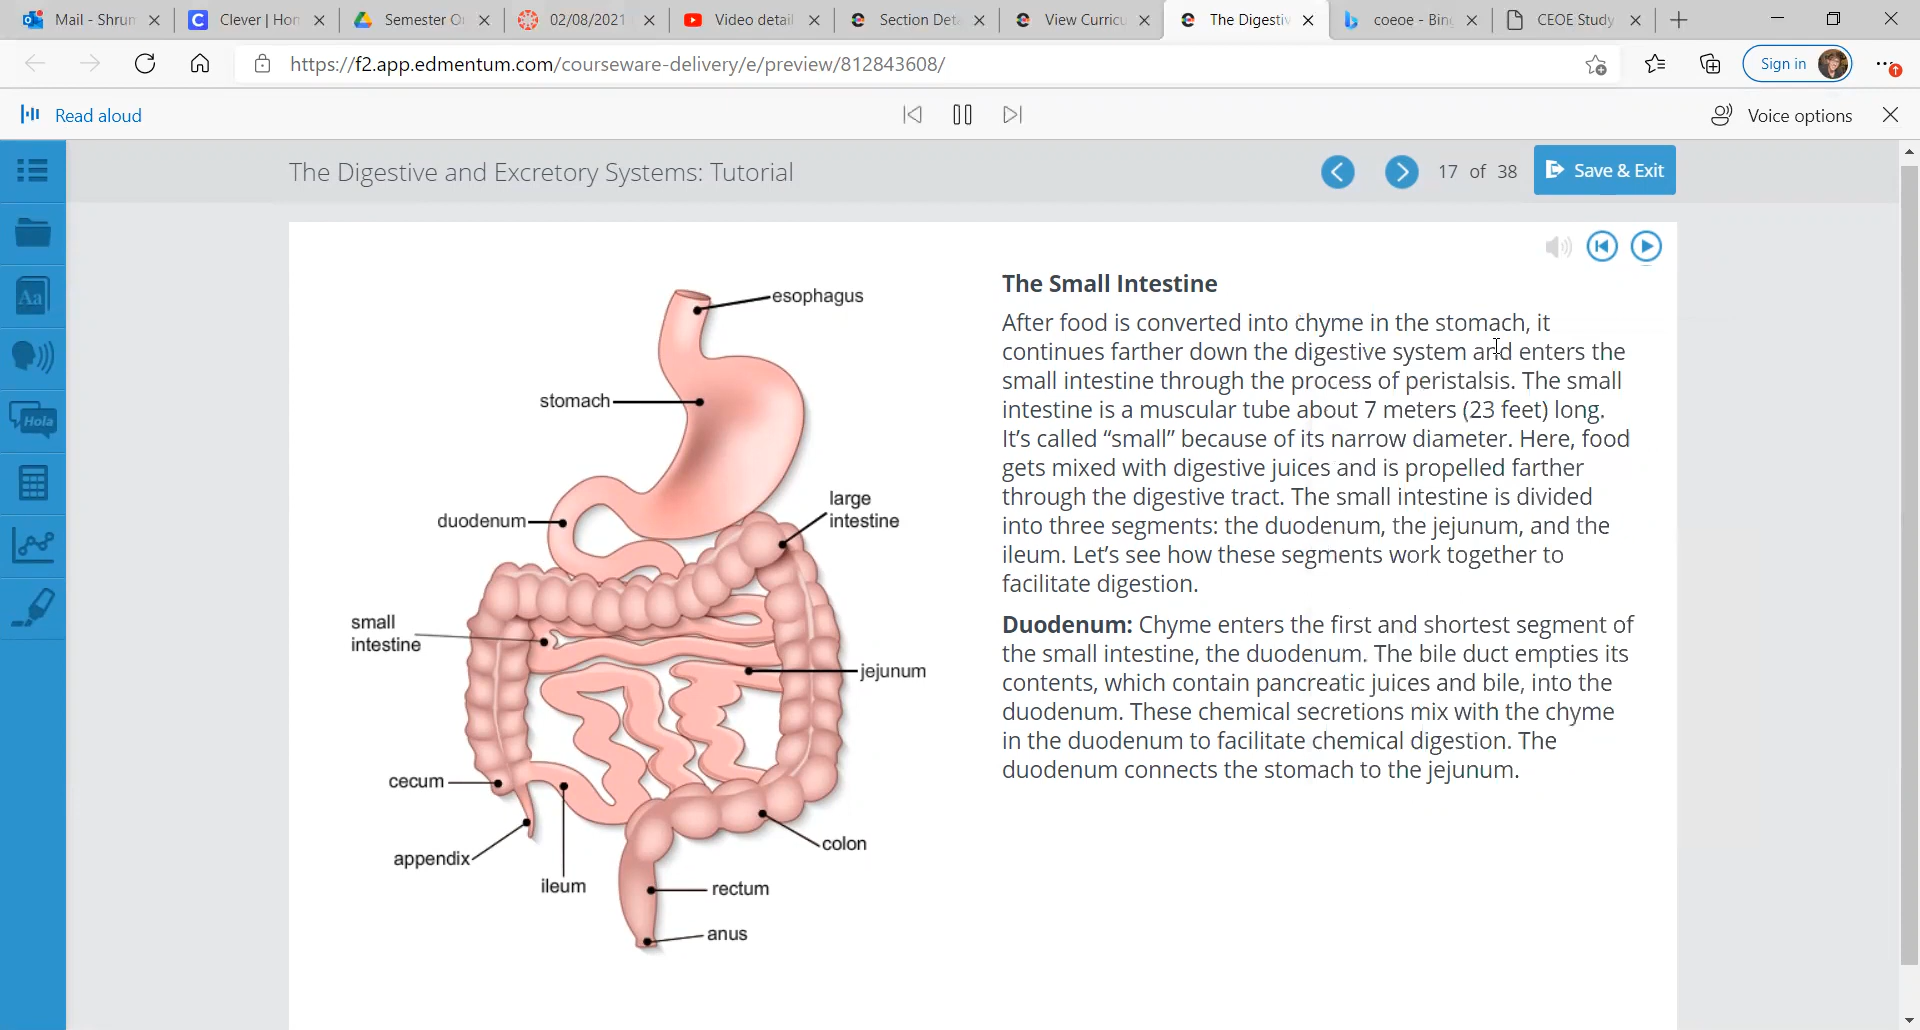 Mail - Shrun
Clever | Hon
Semester O
02/08/2021
Video detail
Section Deta
View Curricu
The Digestiv
coeoe - Bing
CEOE Study
https://f2.app.edmentum.com/courseware-delivery/e/preview/812843608/
Sign in
Read aloud
Voice options
The Digestive and Excretory Systems: Tutorial
17 of 38
Save & Exit
Aa
Hola
esophagus
stomach
duodenum
large
intestine
small
intestine
jejunum
cecum
appendix
ileum
colon
rectum
anus
The Small Intestine
After food is converted into chyme in the stomach, it
continues farther down the digestive system and enters the
small intestine through the process of peristalsis. The small
intestine is a muscular tube about 7 meters (23 feet) long.
It’s called “small” because of its narrow diameter. Here, food
gets mixed with digestive juices and is propelled farther
through the digestive tract. The small intestine is divided
into three segments: the duodenum, the jejunum, and the
ileum. Let’s see how these segments work together to
facilitate digestion.
Duodenum: Chyme enters the first and shortest segment of
the small intestine, the duodenum. The bile duct empties its
contents, which contain pancreatic juices and bile, into the
duodenum. These chemical secretions mix with the chyme
in the duodenum to facilitate chemical digestion. The
duodenum connects the stomach to the jejunum.